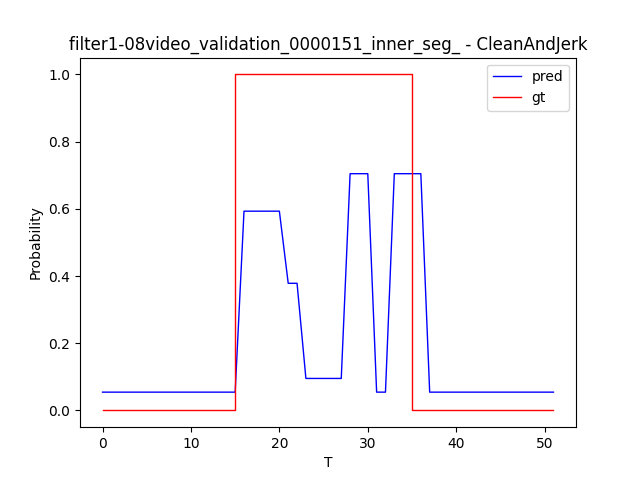 filter1-08video_validation_0000151_inner_seg_ - CleanAndJerk
pred
gt
1.0
0.8
0.6
0.4
0.2
0.0
Probability
0
10
20
30
40
50
T